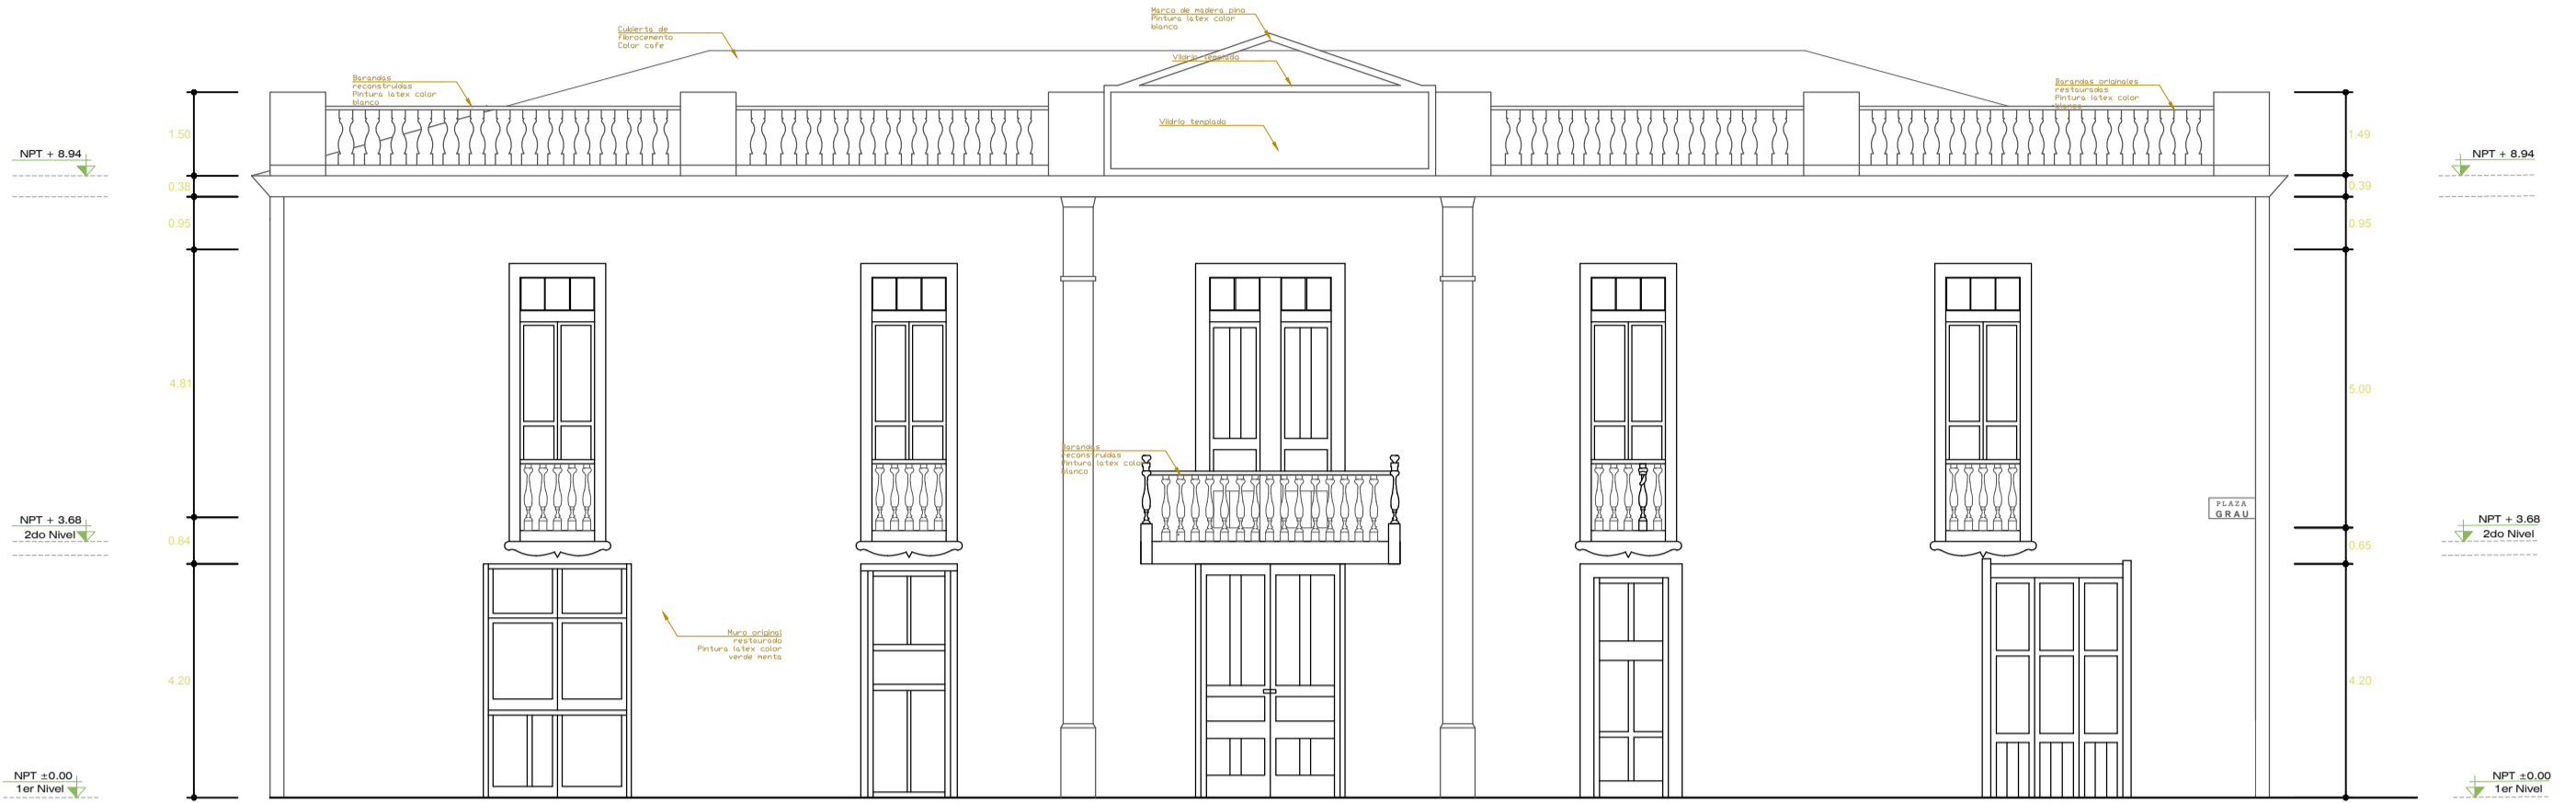 Marco de madera pino
Pintura latex color
blanco
Cubierta de
fibrocemento
Color cafe
Vildrio templado
Barandas
reconstruidas
Pintura latex color
blanco
Barandas originales
restauradas
Pintura latex color
blanco
Vildrio templado
1.50
1.49
NPT + 8.94
NPT + 8.94
0.38
0.39
0.95
0.95
4.81
5.00
Barandas
reconstruidas
Pintura latex color
blanco
PLAZA
GRAU
NPT + 3.68
2do Nivel
NPT + 3.68
2do Nivel
0.84
0.65
Muro original
restaurado
Pintura latex color
verde menta
4.20
4.20
NPT ±0.00
1er Nivel
NPT ±0.00
1er Nivel